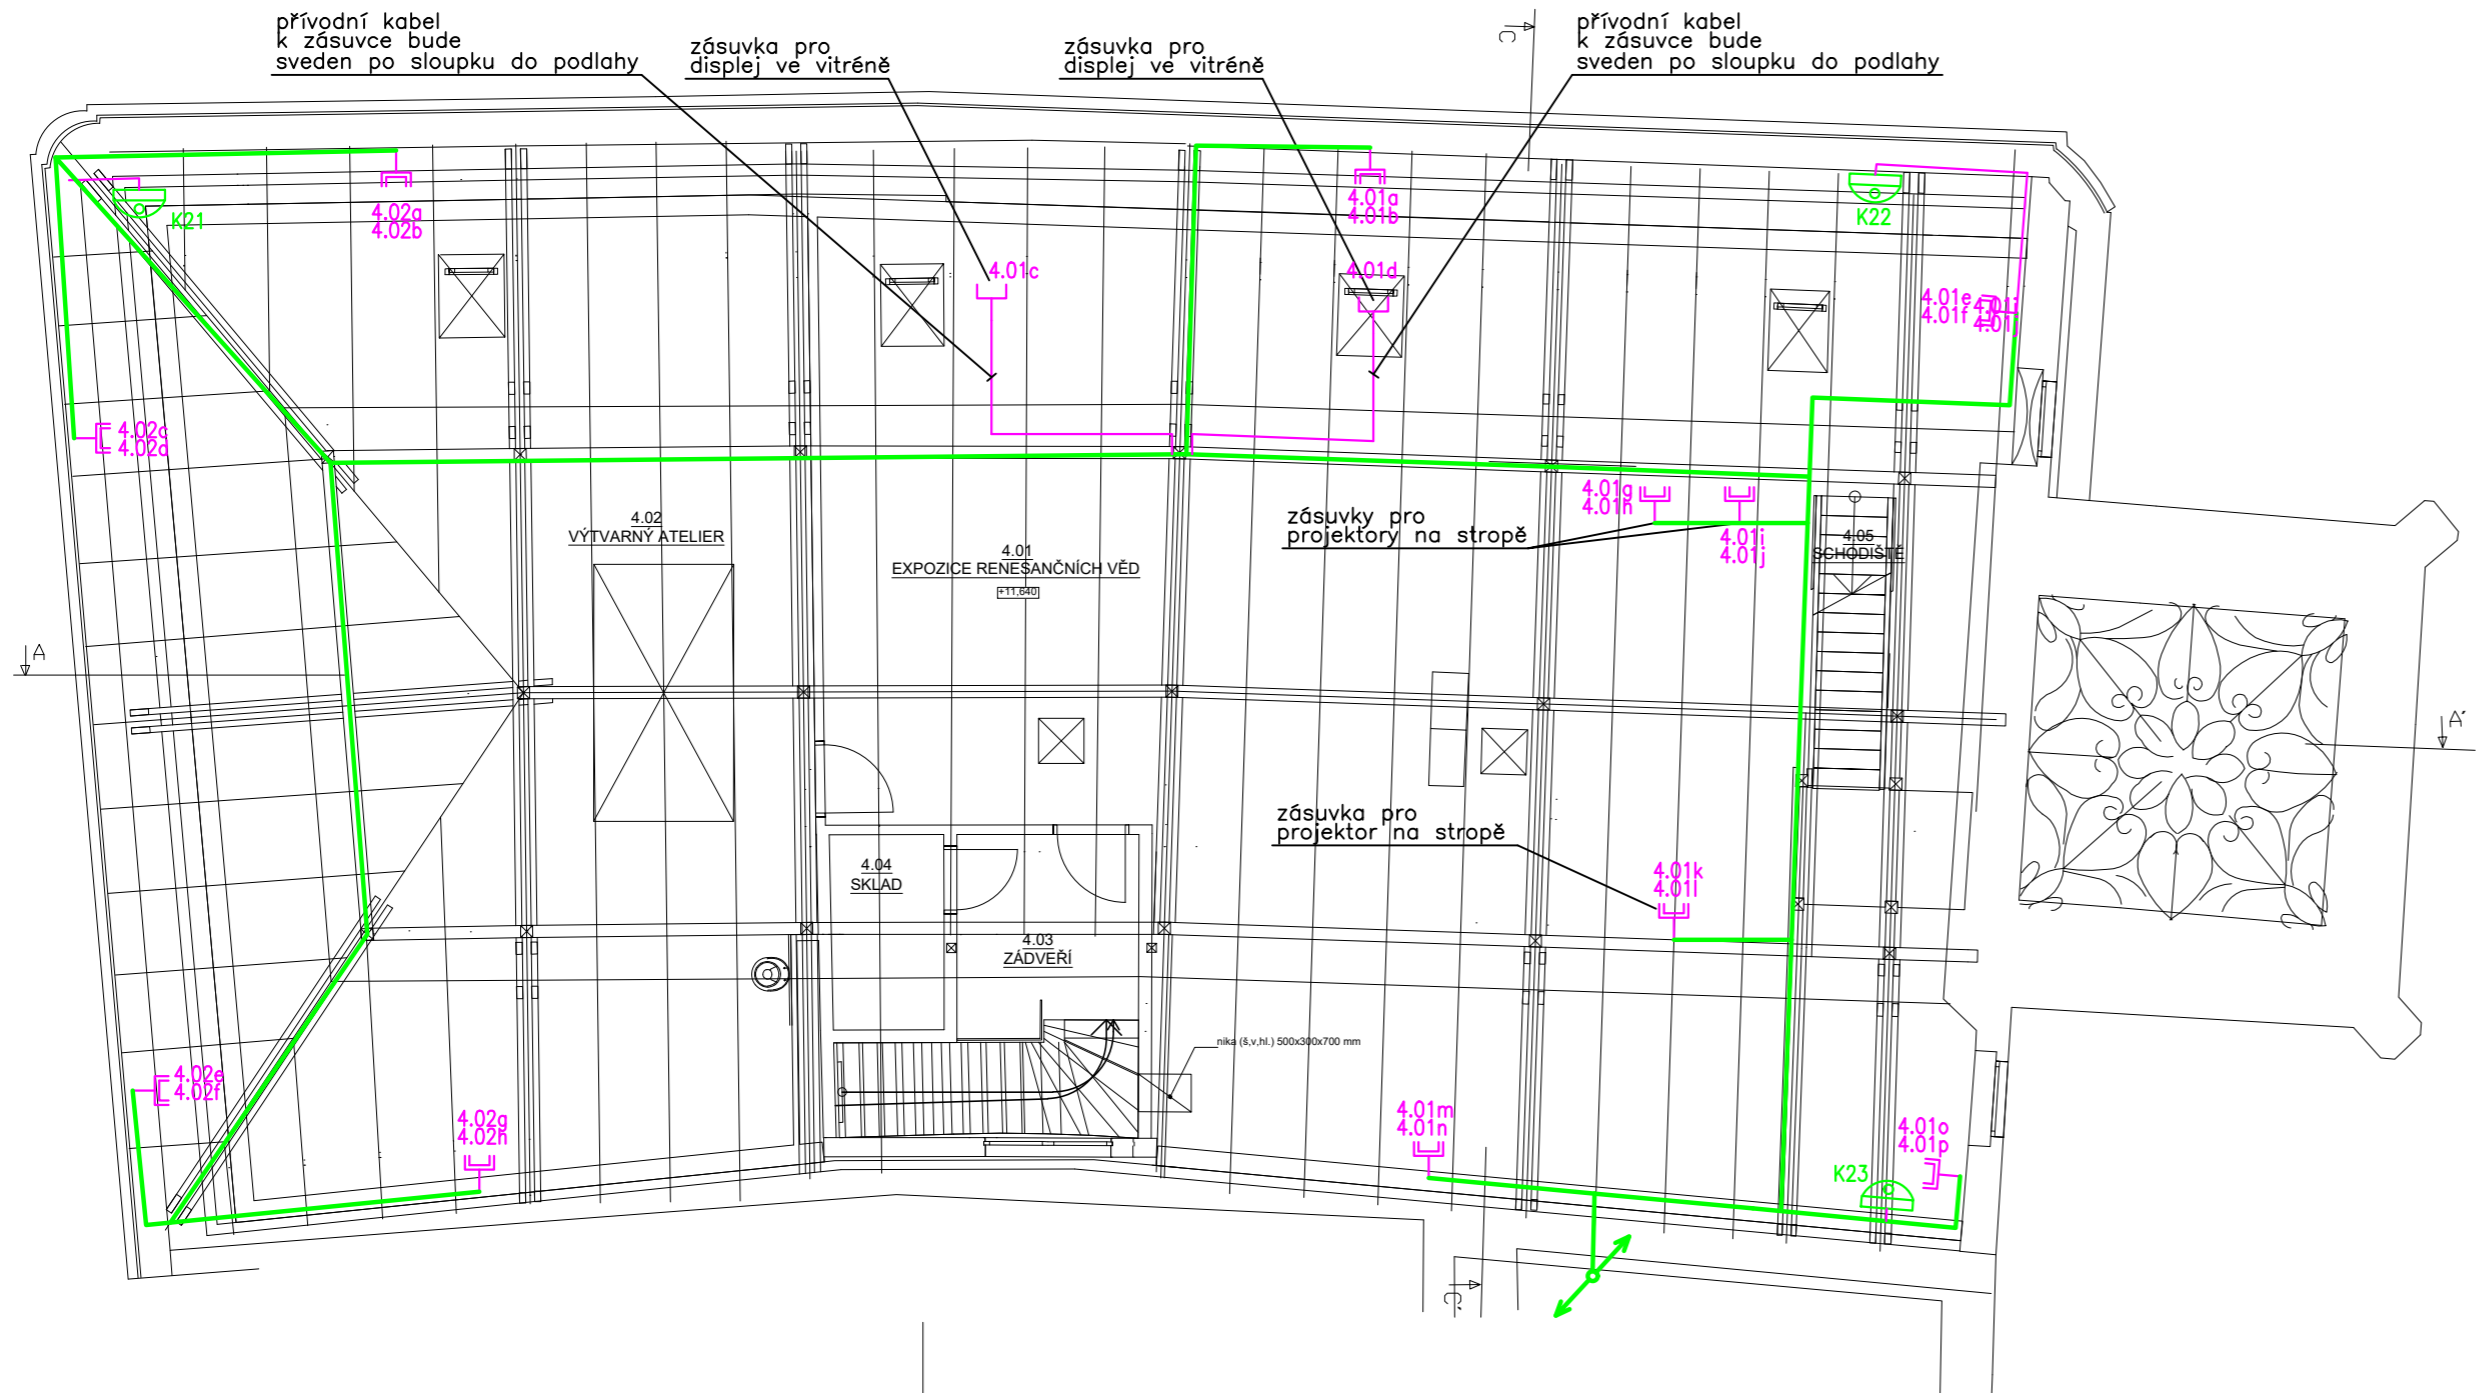 přívodní kabel
k zásuvce bude
sveden po sloupku do podlahy
zásuvka pro
displej ve vitréně
zásuvka pro
displej ve vitréně
C
přívodní kabel
k zásuvce bude
sveden po sloupku do podlahy
K21
4.02a
4.02b
4.01a
4.01b
K22
4.01c
4.01d
4.01e
4.01f
4.01i
4.01j
4.02c
4.02d
4.01g
4.01h
zásuvky pro
projektory na stropě
4.01i
4.01j
4.02
VÝTVARNÝ ATELIER
4.01
EXPOZICE RENESANČNÍCH VĚD
+11,640
4.05
SCHODIŠTĚ
A
A'
zásuvka pro
projektor na stropě
4.01k
4.01l
4.04
SKLAD
4.03
ZÁDVEŘÍ
nika (š,v,hl.) 500x300x700 mm
4.02e
4.02f
4.02g
4.02h
4.01m
4.01n
4.01o
4.01p
K23
C'